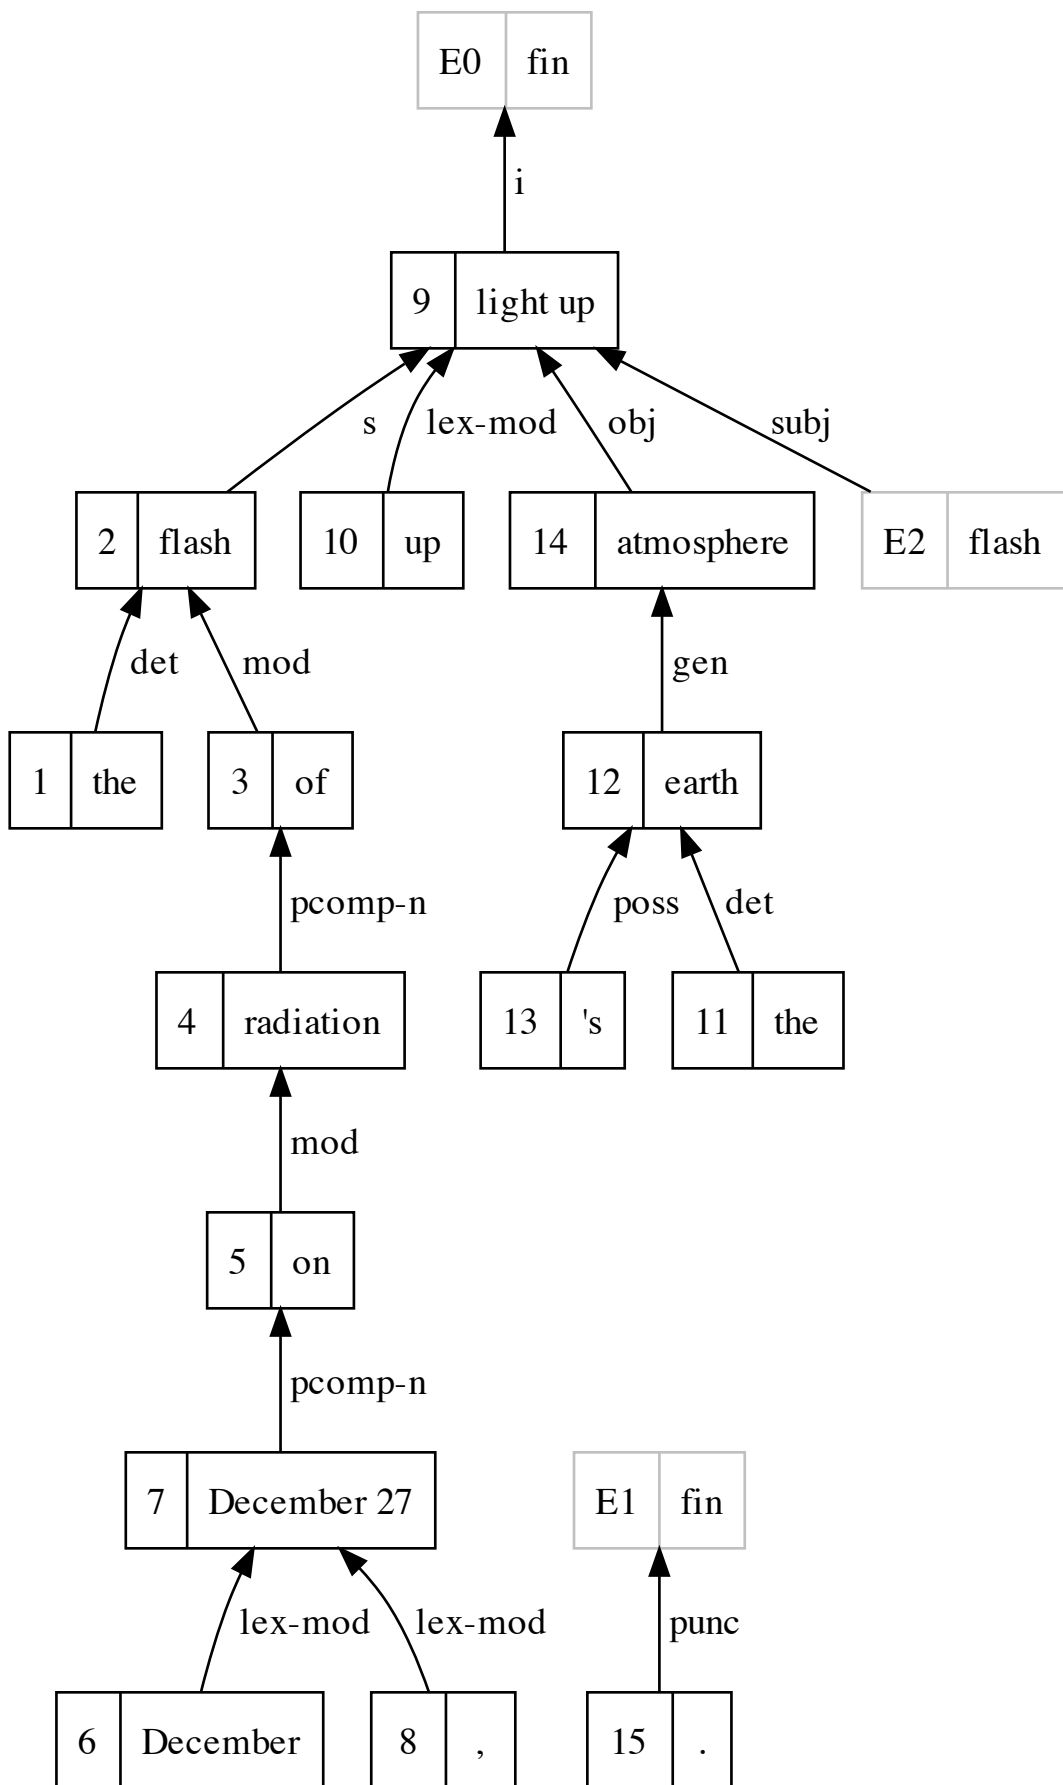 E0 fin
i
9 light up
s lex-mod obj subj
2 flash 10 up 14 atmosphere E2 flash
det mod gen
1 the 3 of 12 earth
pcomp-n poss det
4 radiation 13 's 11 the
mod
5 on
pcomp-n
7 December 27 E1 fin
lex-mod lex-mod punc
6 December 8 , 15 .